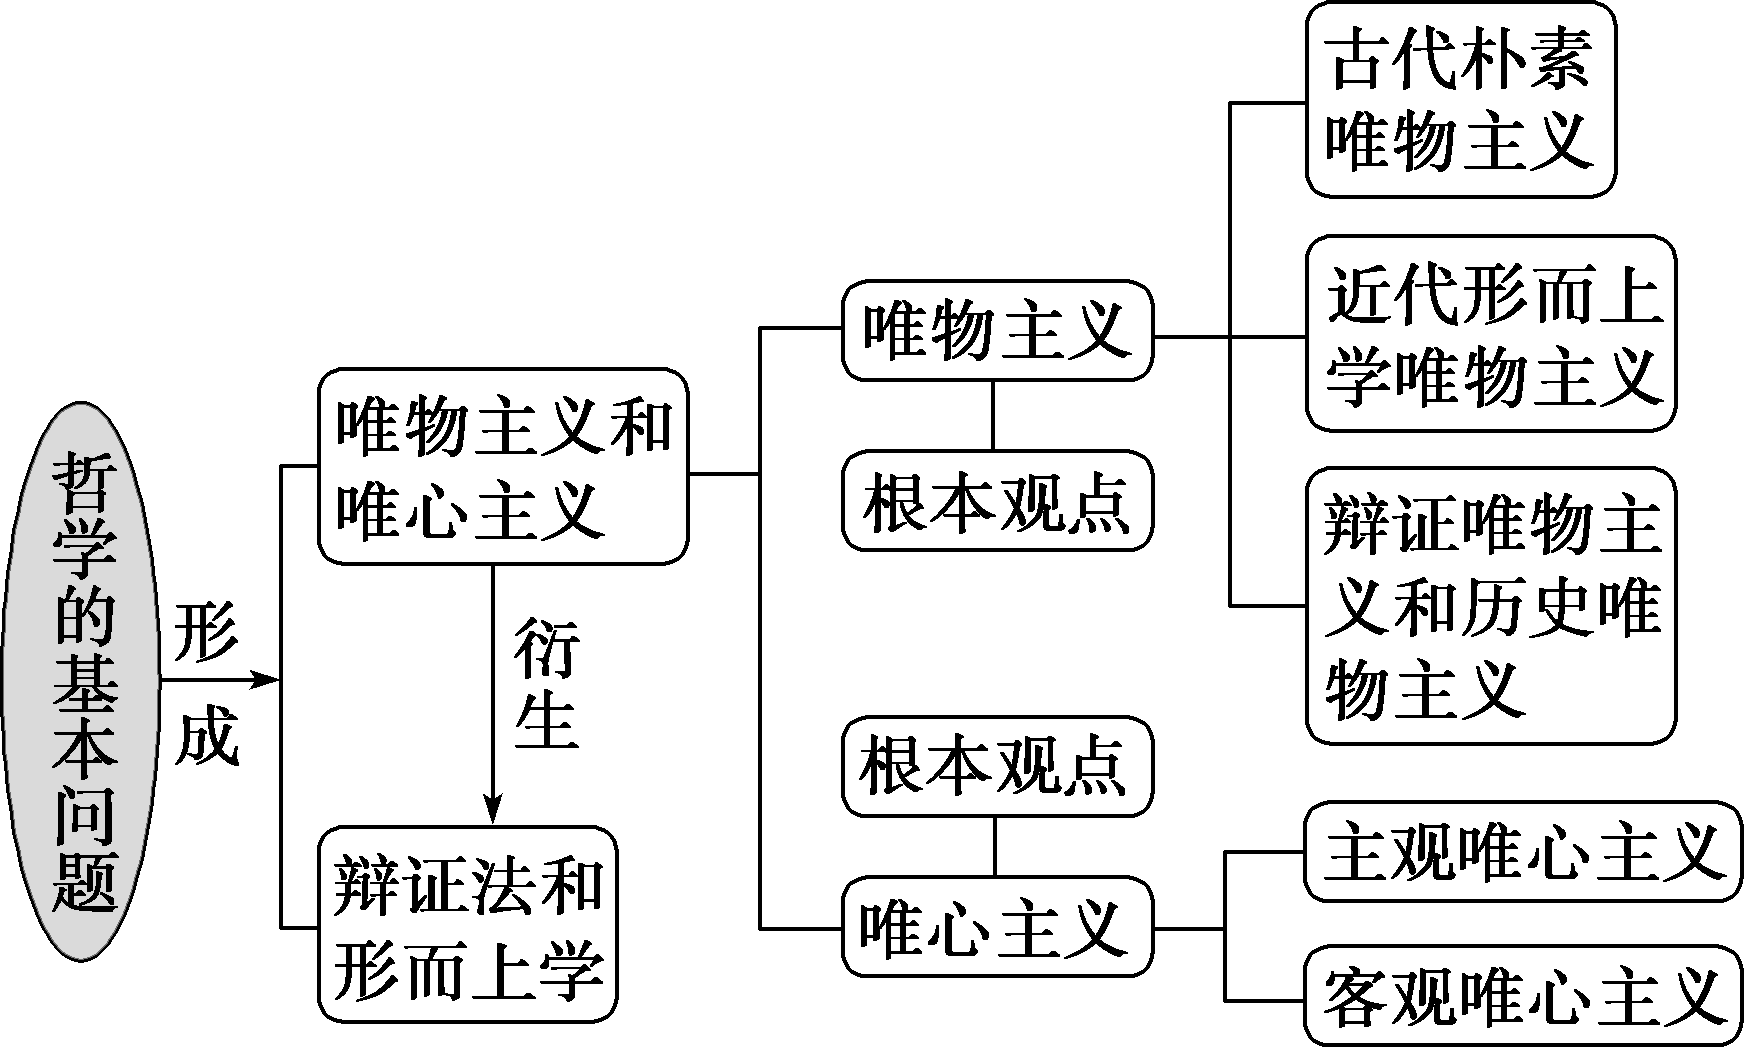 哲学的基本问题
形成
唯物主义和
唯心主义
衍生
辩证法和
形而上学
唯物主义
根本观点
根本观点
唯心主义
古代朴素
唯物主义
近代形而上
学唯物主义
辩证唯物主
义和历史唯
物主义
主观唯心主义
客观唯心主义